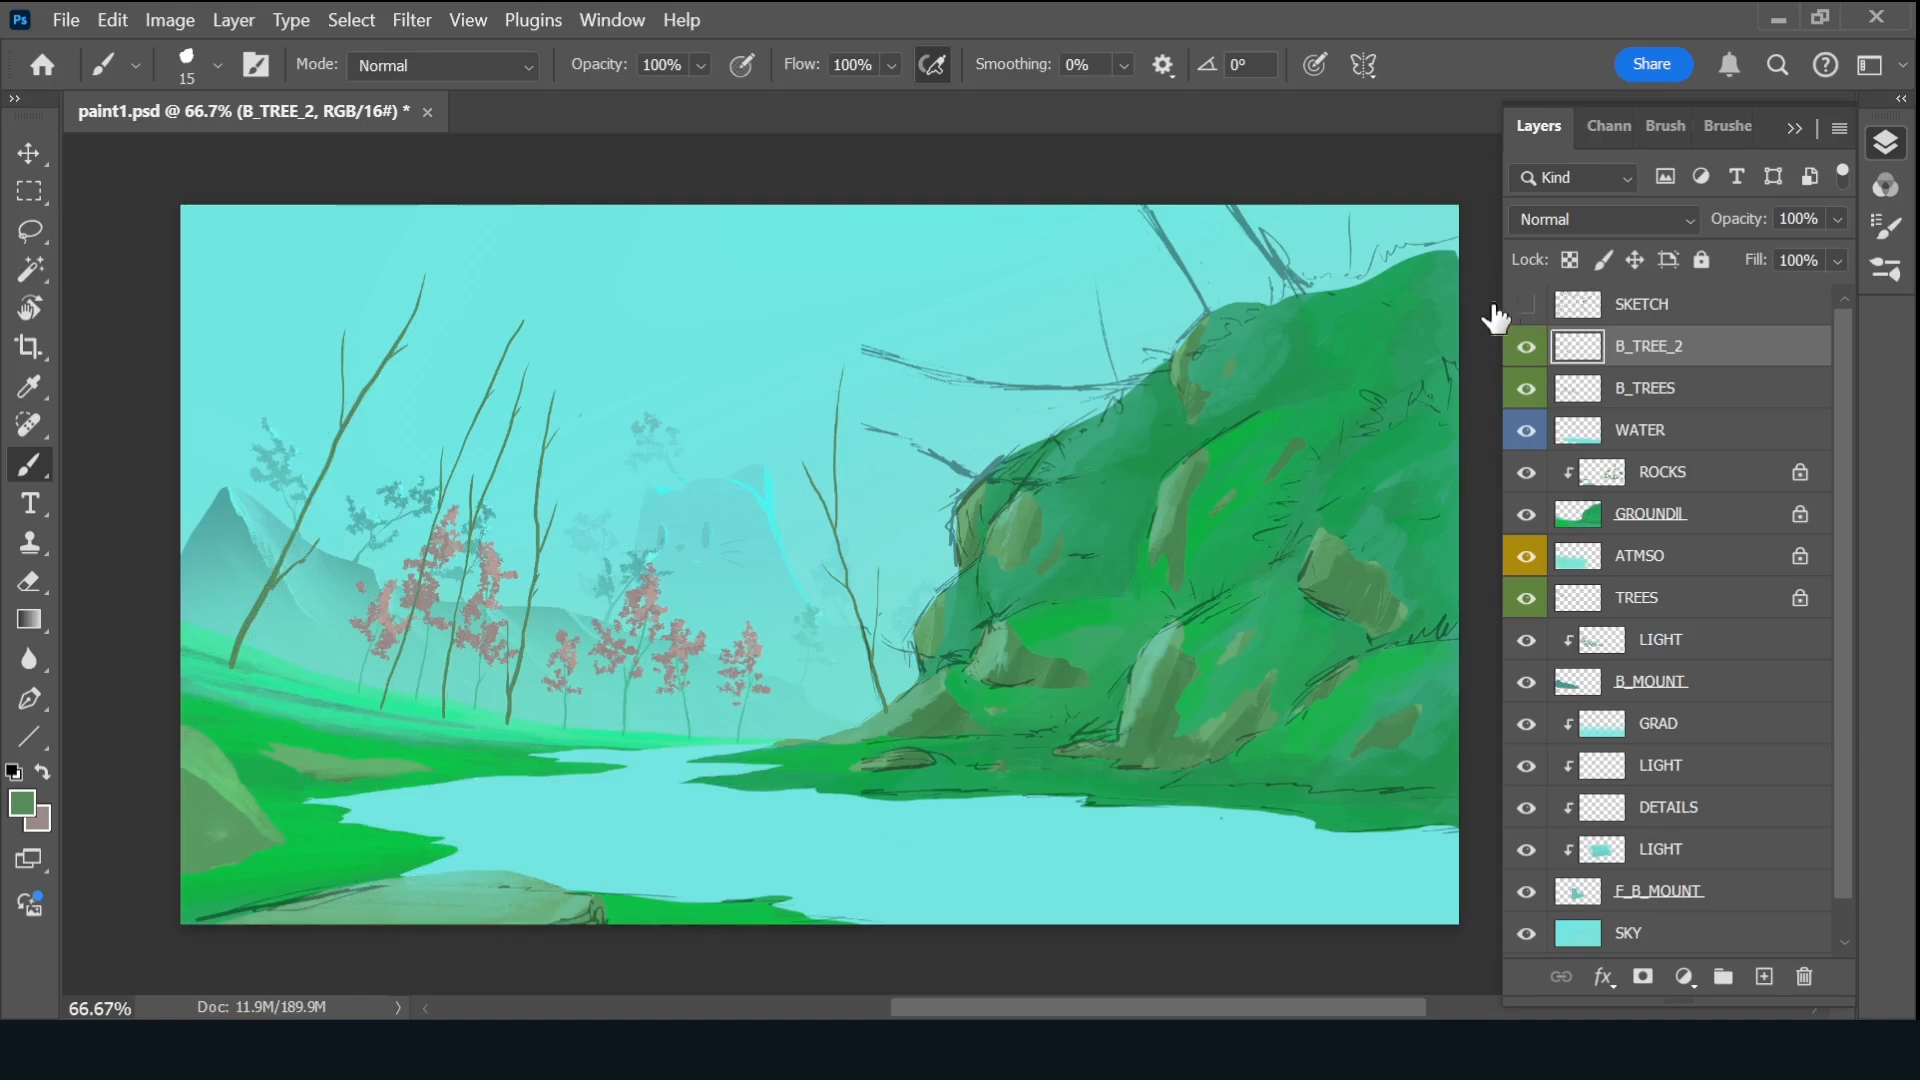 Ps File Edit Image Layer Type Select Filter View Plugins Window Help
15 Mode: Normal Opacity: 100% Flow: 100% Smoothing: 0% 0° Share
paint1.psd @ 66.7% (B_TREE_2, RGB/16#) *
Layers Chann Brush Brushe
Kind
Normal Opacity: 100%
Lock: Fill: 100%
SKETCH
B_TREE_2
B_TREES
WATER
ROCKS
GROUNDII
ATMSO
TREES
LIGHT
B_MOUNT
GRAD
LIGHT
DETAILS
LIGHT
F_B_MOUNT
SKY
fx
66.67% Doc: 11.9M/189.9M